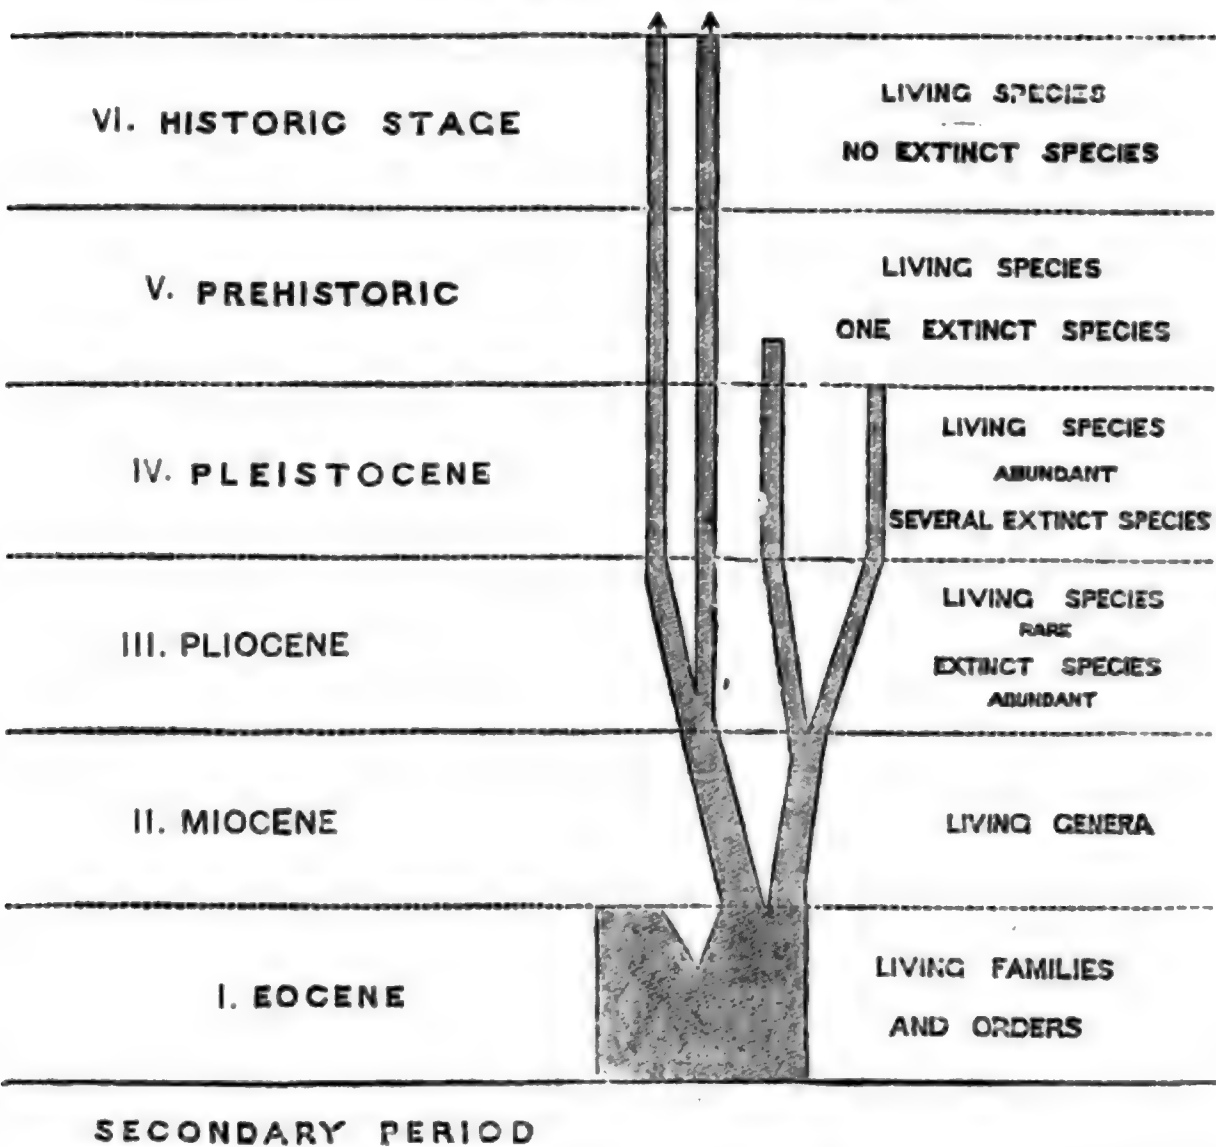 VI. HISTORIC STAGE
LIVING SPECIES
NO EXTINCT SPECIES
V. PREHISTORIC
LIVING SPECIES
ONE EXTINCT SPECIES
IV. PLEISTOCENE
LIVING SPECIES
ABUNDANT
SEVERAL EXTINCT SPECIES
III. PLIOCENE
LIVING SPECIES
RARE
EXTINCT SPECIES
ABUNDANT
II. MIOCENE
LIVING GENERA
I. EOCENE
LIVING FAMILIES
AND ORDERS
SECONDARY PERIOD